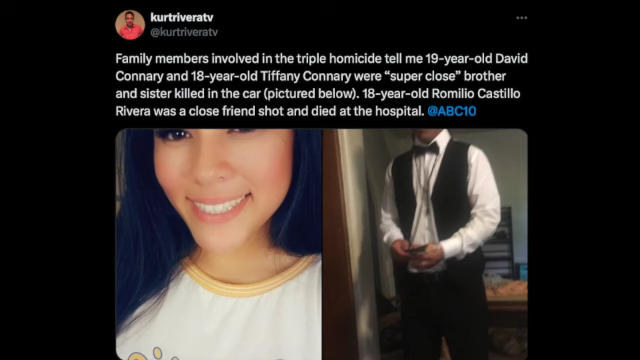 kurtriveratv
@kurtriveratv
Family members involved in the triple homicide tell me 19-year-old David
Connary and 18-year-old Tiffany Connary were “super close” brother
and sister killed in the car (pictured below). 18-year-old Romilio Castillo
Rivera was a close friend shot and died at the hospital. @ABC10